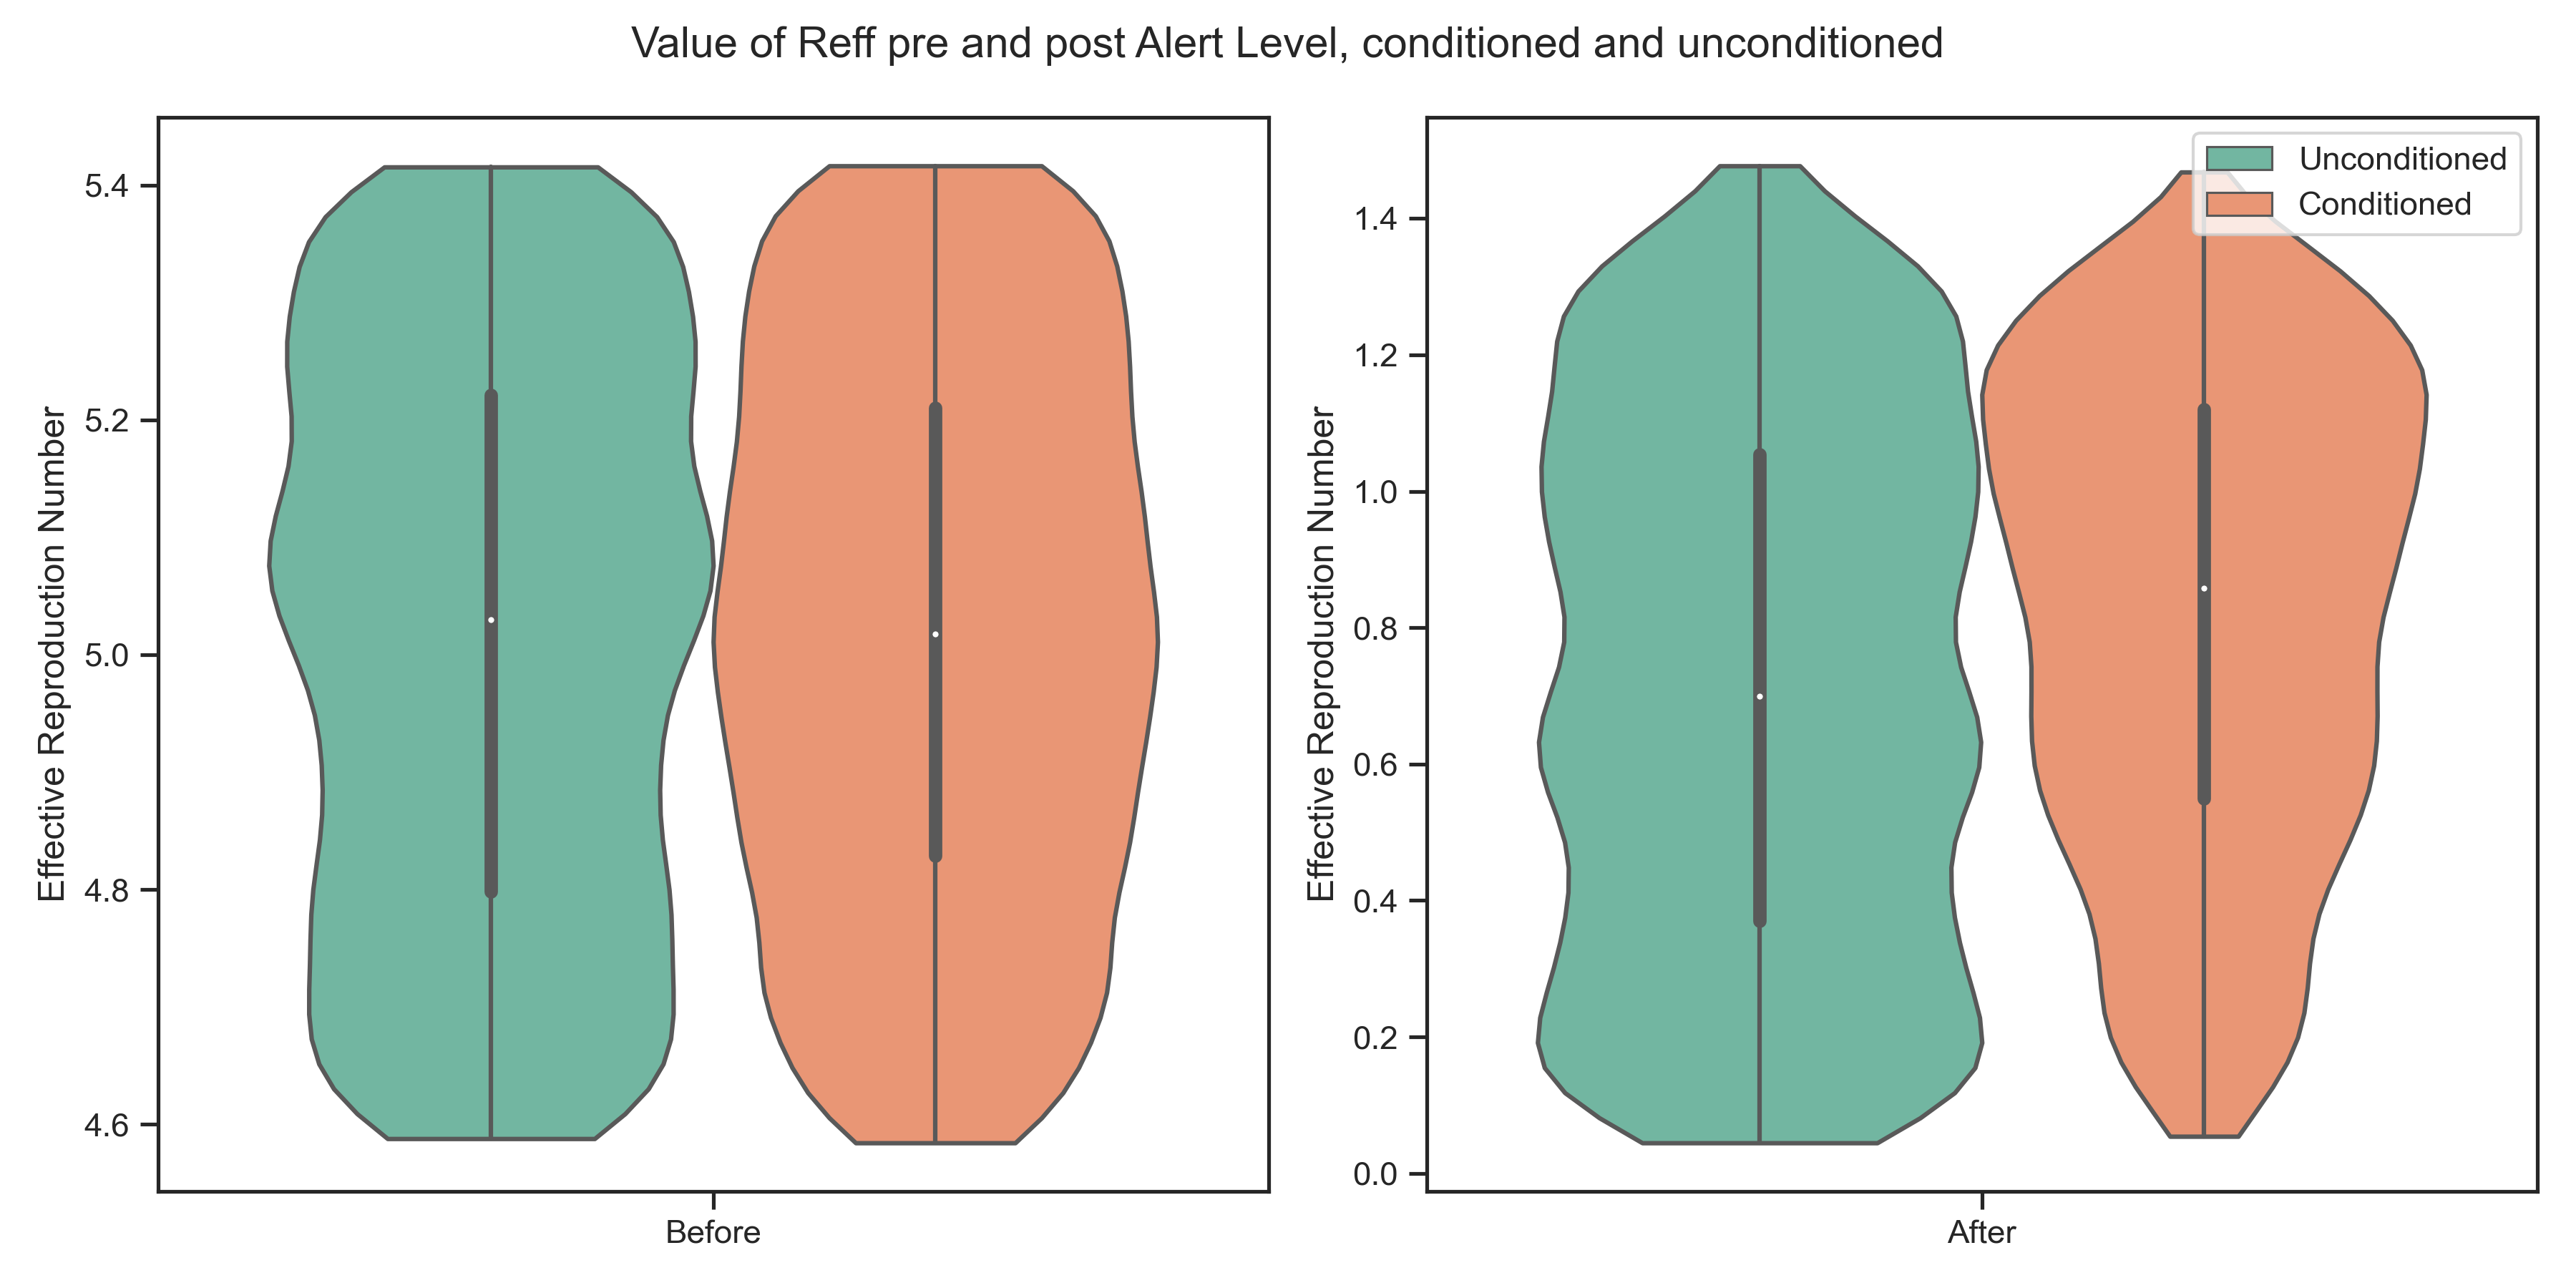 Value of Reff pre and post Alert Level, conditioned and unconditioned
Effective Reproduction Number
5.4
5.2
5.0
4.8
4.6
Before
Effective Reproduction Number
1.4
1.2
1.0
0.8
0.6
0.4
0.2
0.0
After
Unconditioned
Conditioned